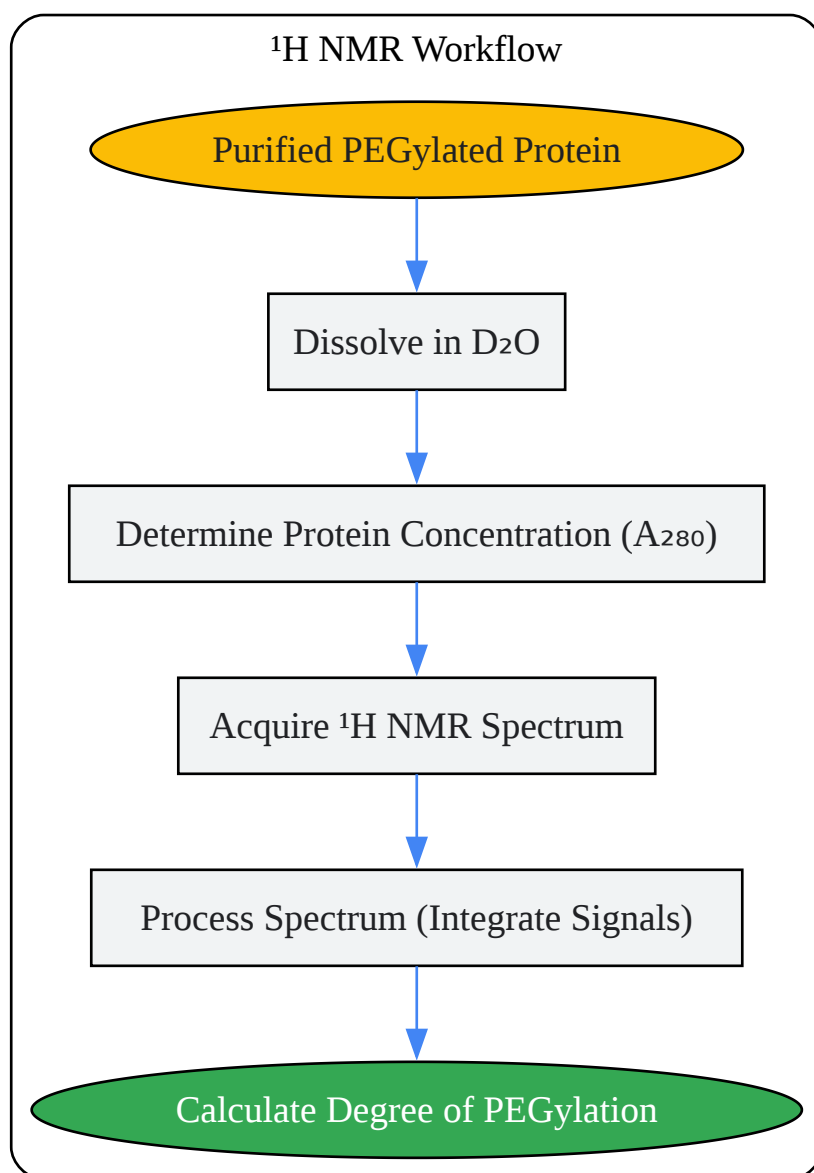 ¹H NMR Workflow
Purified PEGylated Protein
Dissolve in D₂O
Determine Protein Concentration (A₂₈₀)
Acquire ¹H NMR Spectrum
Process Spectrum (Integrate Signals)
Calculate Degree of PEGylation